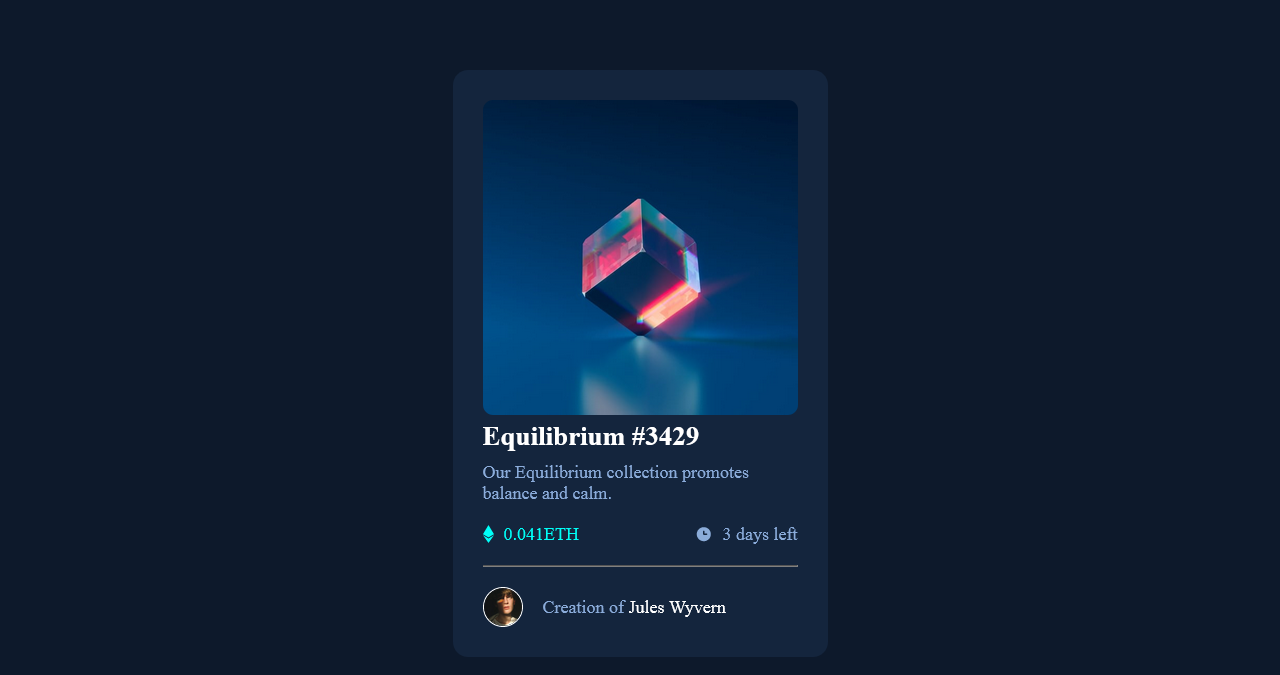 Equilibrium #3429
Our Equilibrium collection promotes
balance and calm.
0.041ETH
3 days left
Creation of Jules Wyvern